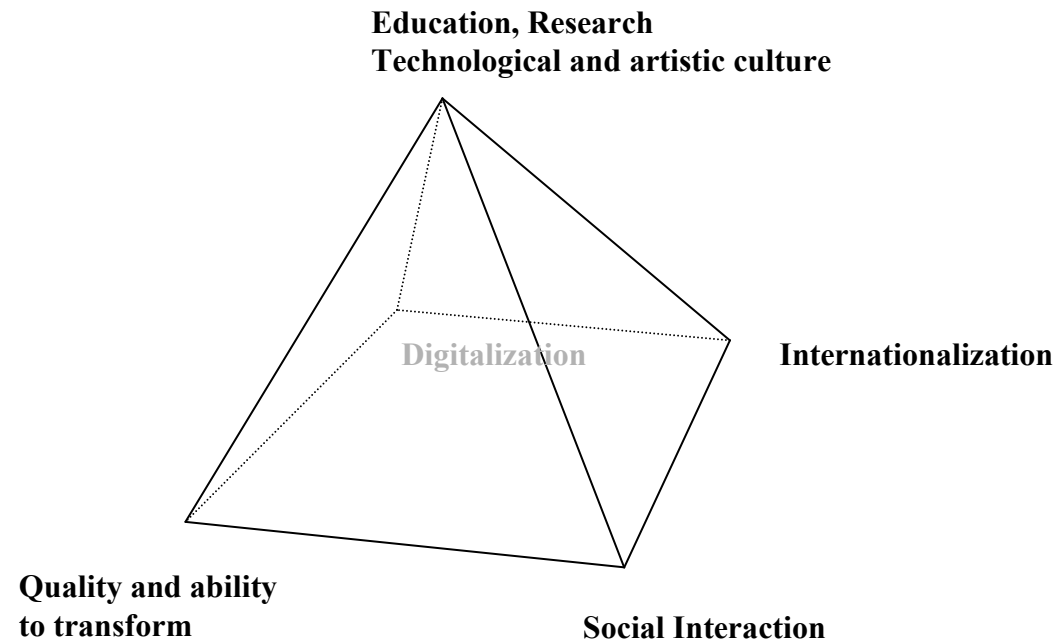 Education, Research
Technological and artistic culture
Digitalization
Internationalization
Quality and ability
to transform
Social Interaction